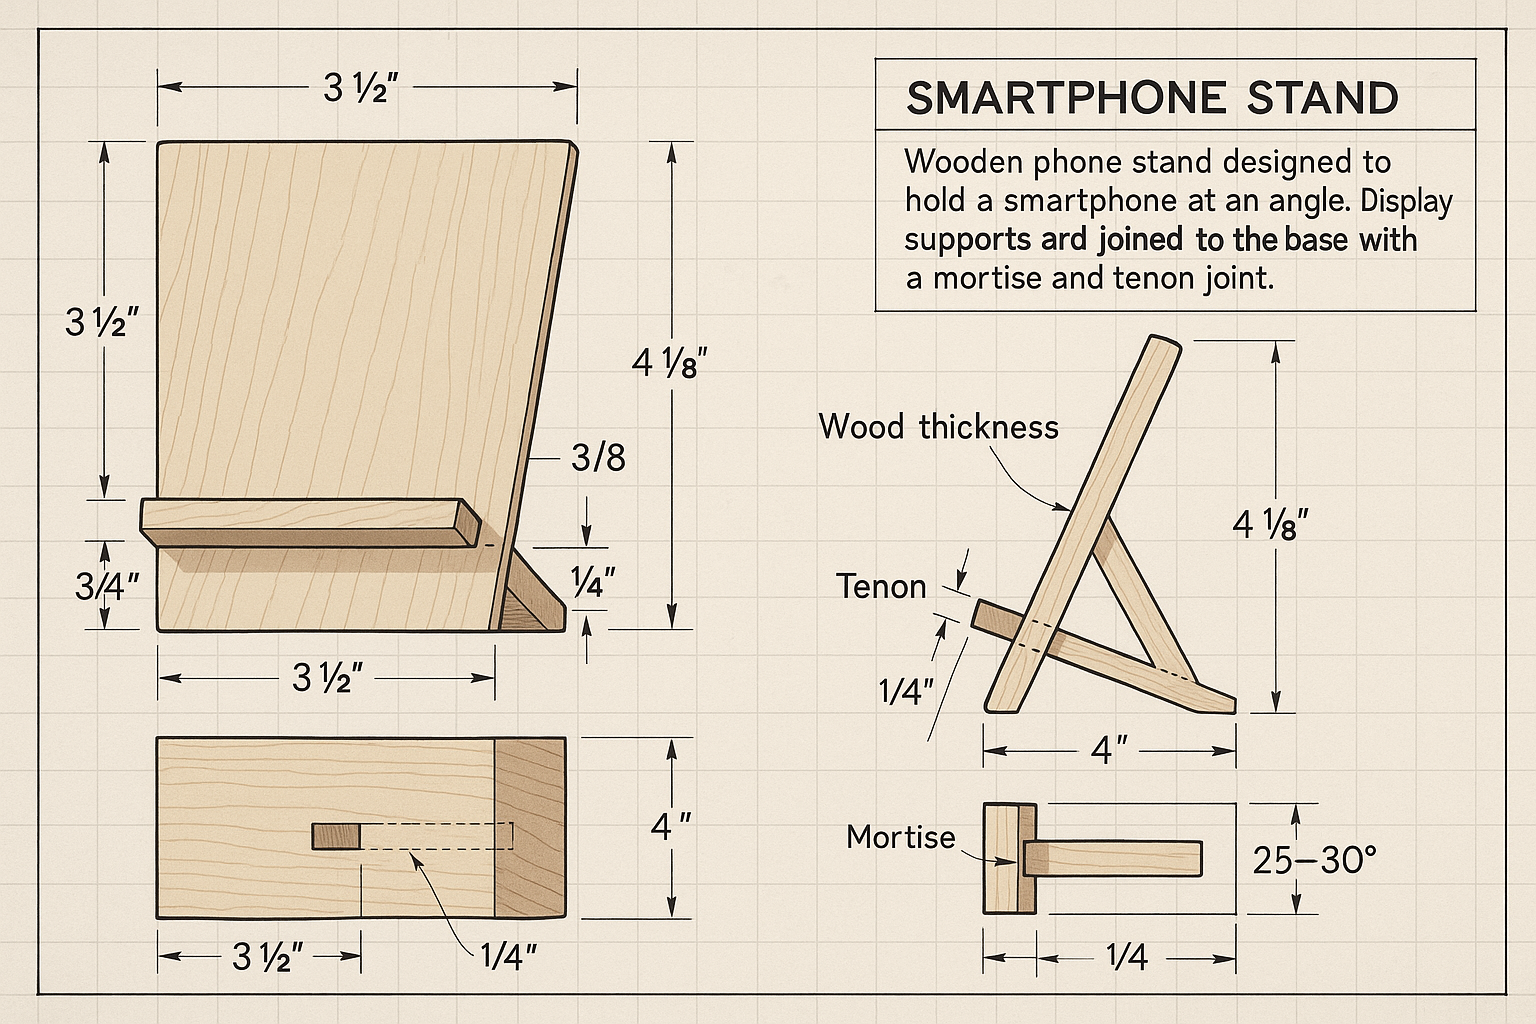 3 ½"
SMARTPHONE STAND
Wooden phone stand designed to
hold a smartphone at an angle. Display
supports ard joined to the base with
a mortise and tenon joint.
3 ½"
4 ⅛"
3/8
3/4"
¼"
3 ½"
Wood thickness
4 ⅛"
Tenon
1/4"
4"
4"
3 ½"
1/4"
Mortise
25–30°
1/4